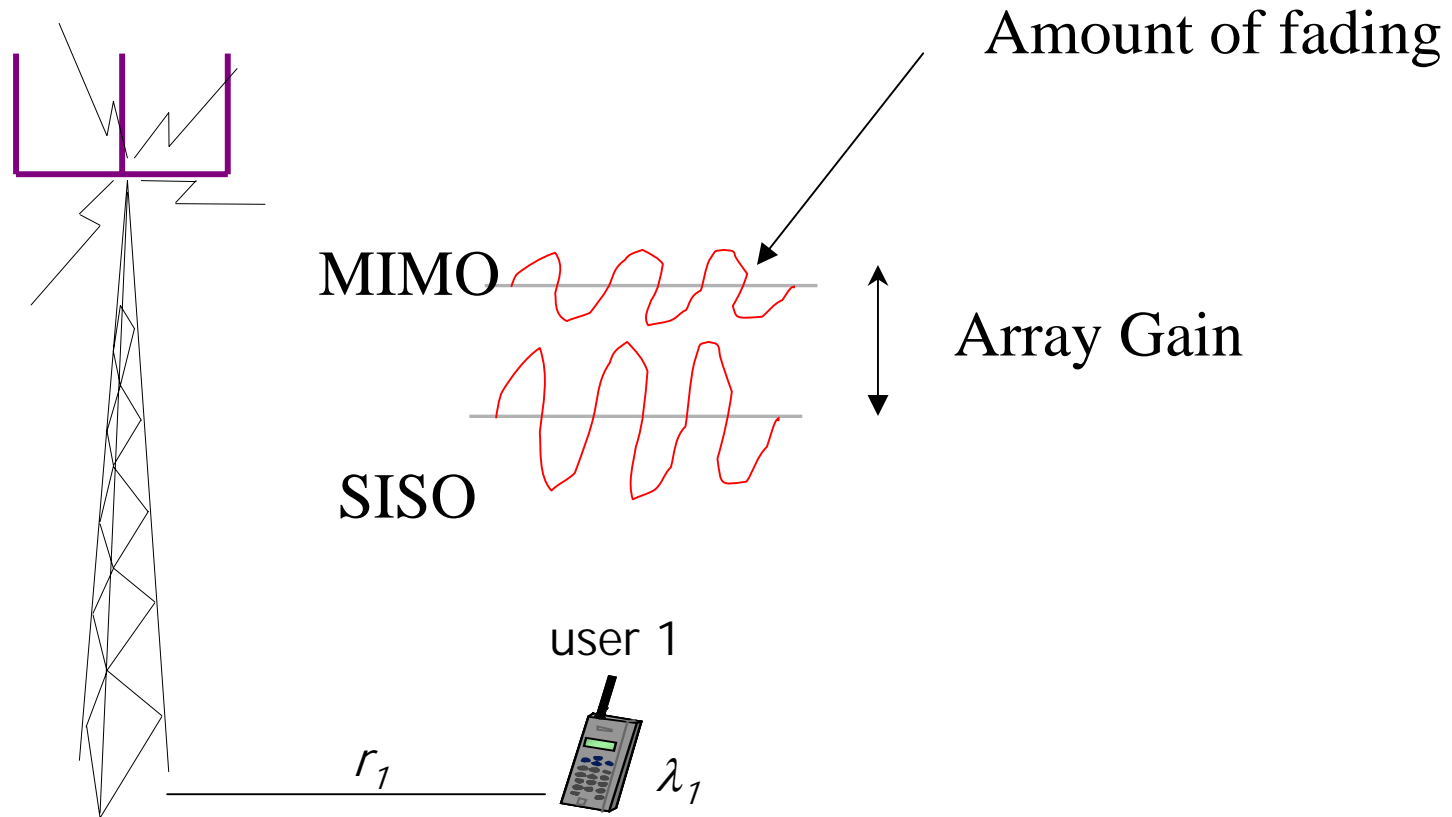 Amount of fading
MIMO
Array Gain
SISO
user 1
r1
λ1